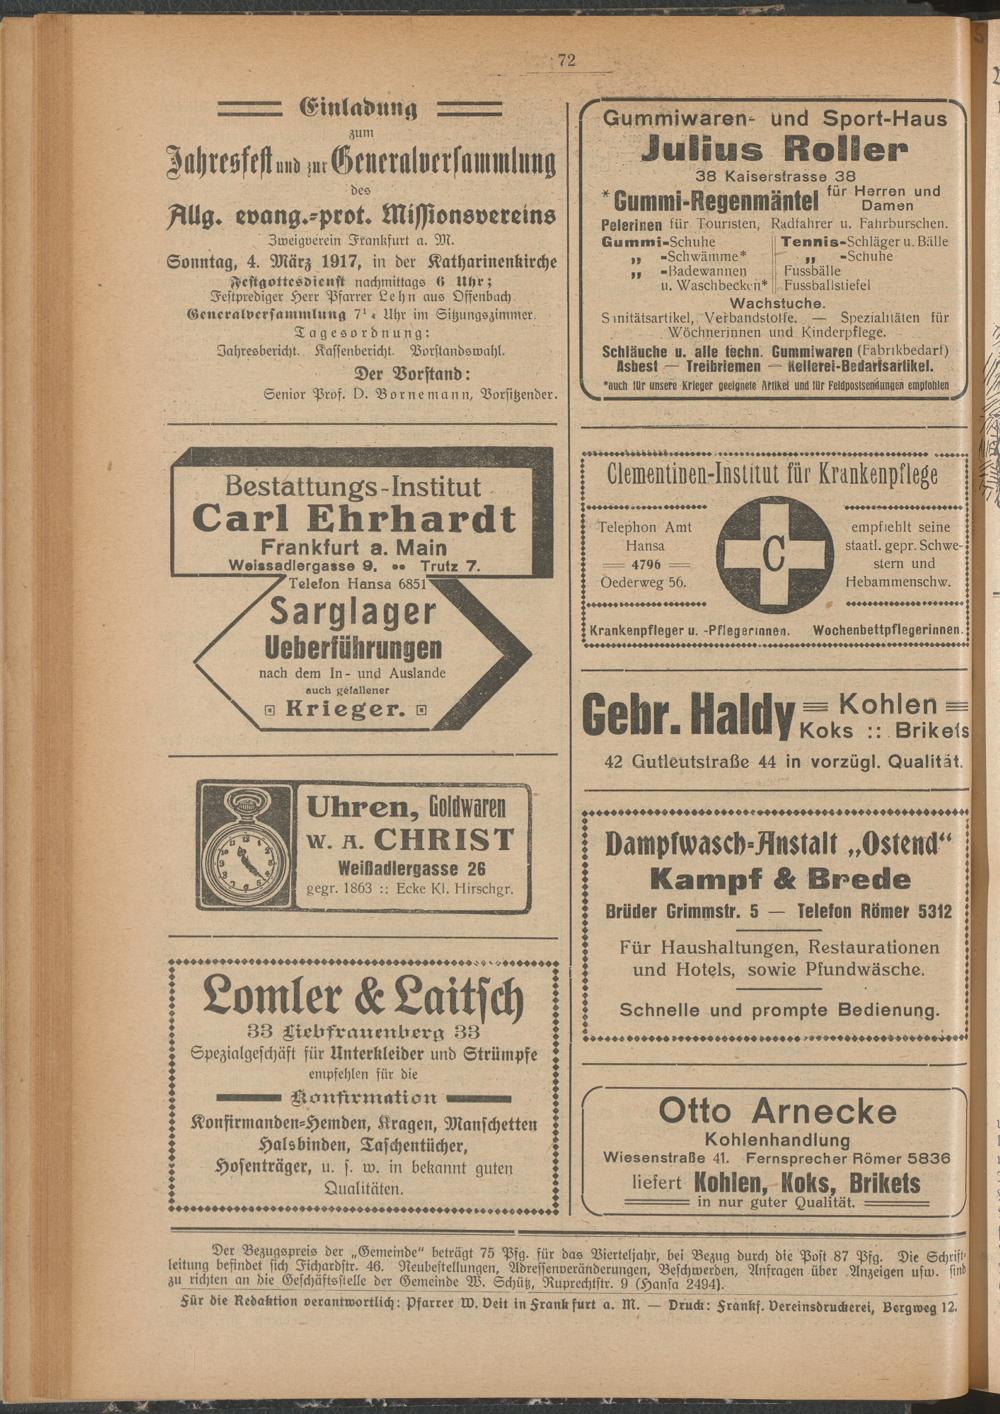 72
Einladung
zum
Jahresfest und zur Generalversammlung
des
Allg. evang.=prot. Missionsvereins
Zweigverein Frankfurt a. M.
Sonntag, 4. März 1917, in der Katharinenkirche
Festgottesdienst nachmittags 6 Uhr;
Festprediger Herr Pfarrer Lehn aus Offenbach
Generalversammlung Uhr im Sitzungszimmer.
Tagesordnung:
Jahresbericht. Kassenbericht. Vorstandswahl.
Der Vorstand:
Senior Prof. D. Bornemann, Vorsitzender.
Bestattungs-Institut
Carl Ehrhardt
Frankfurt a. Main
Weissadlergasse 9. •• Trutz 7.
Telefon Hansa 6851
Sarglager
Ueberführungen
nach dem In- und Auslande
auch gefallener
Krieger.
Uhren, Goldwaren
W. A. CHRIST
Weißadlergasse 26
gegr. 1863 :: Ecke Kl. Hirschgr.
Lomler & Laitsch
33 Liebfrauenberg 33
Spezialgeschäft für Unterkleider und Strümpfe
empfehlen für die
Konfirmation
Konfirmanden=Hemden, Kragen, Manschetten
Halsbinden, Taschentücher,
Hosenträger, u. s. w. in bekannt guten
Qualitäten.
Gummiwaren- und Sport-Haus
Julius Roller
38 Kaiserstrasse 38
* Gummi-Regenmäntel für Herren und Damen
Pelerinen für Touristen, Radfahrer u. Fahrburschen.
Gummi-Schuhe Tennis-Schläger u. Bälle
„ -Schwämme* „ -Schuhe
„ -Badewannen Fussbälle
u. Waschbecken* Fussballstiefel
Wachstuche.
Sanitätsartikel, Verbandstoffe. — Spezialitäten für
Wöchnerinnen und Kinderpflege.
Schläuche u. alle techn. Gummiwaren (Fabrikbedarf)
Asbest — Treibriemen — Kellerei-Bedarfsartikel.
*auch für unsere Krieger geeignete Artikel und für Feldpostsendungen empfohlen
Clementinen-Institut für Krankenpflege
Telephon Amt
Hansa
4796
Oederweg 56.
C
empfiehlt seine
staatl. gepr. Schwe-
stern und
Hebammenschw.
Krankenpfleger u. -Pflegerinnen. Wochenbettpflegerinnen.
Gebr. Haldy Kohlen
Koks :: Brikets
42 Gutleutstraße 44 in vorzügl. Qualität.
Dampfwasch=Anstalt „Ostend“
Kampf & Brede
Brüder Grimmstr. 5 — Telefon Römer 5312
Für Haushaltungen, Restaurationen
und Hotels, sowie Pfundwäsche.
Schnelle und prompte Bedienung.
Otto Arnecke
Kohlenhandlung
Wiesenstraße 41. Fernsprecher Römer 5836
liefert Kohlen, Koks, Brikets
in nur guter Qualität.
Der Bezugspreis der „Gemeinde“ beträgt 75 Pfg. für das Vierteljahr, bei Bezug durch die Post 87 Pfg. Die Schrift-
leitung befindet sich Fichardstr. 46. Neubestellungen, Adressenveränderungen, Beschwerden, Anfragen über Anzeigen usw. sind
zu richten an die Geschäftsstelle der Gemeinde W. Schütz, Ruprechtstr. 9 (Hansa 2494).
Für die Redaktion verantwortlich: Pfarrer W. Veit in Frankfurt a. M. — Druck: Frankf. Vereinsdruckerei, Bergweg 12.